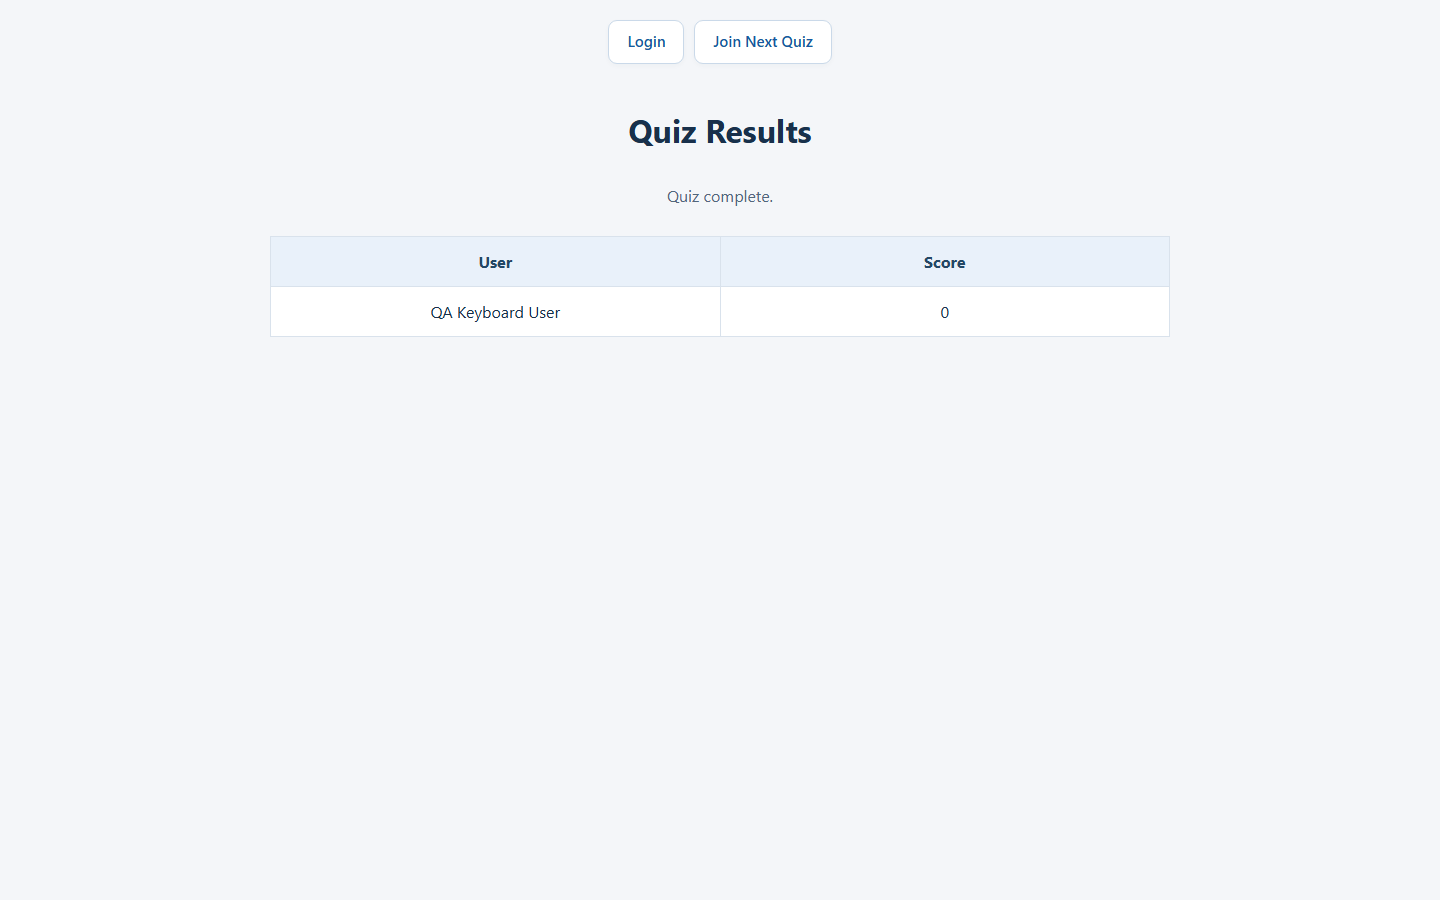 Login Join Next Quiz
Quiz Results
Quiz complete.
User Score
QA Keyboard User 0